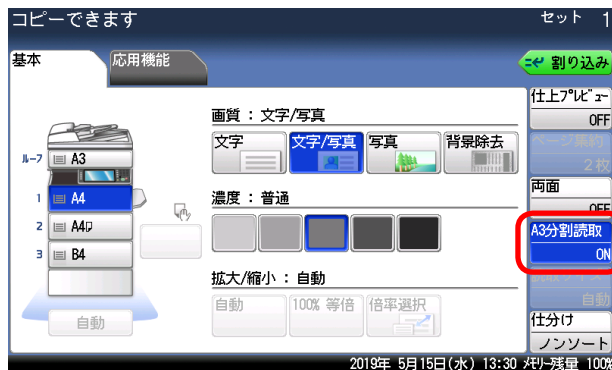 コピーできます
セット 1
基本
応用機能
割り込み
仕上プレビュー
OFF
ページ集約
2枚
両面
OFF
A3分割読取
ON
自動
仕分け
ノンソート
画質：文字/写真
文字
文字/写真
写真
背景除去
濃度：普通
拡大/縮小：自動
自動
100% 等倍
倍率選択
ﾙｰﾌ A3
1 A4
2 A4
3 B4
自動
2019年 5月15日(水) 13:30 ﾒﾓﾘｰ残量 100%